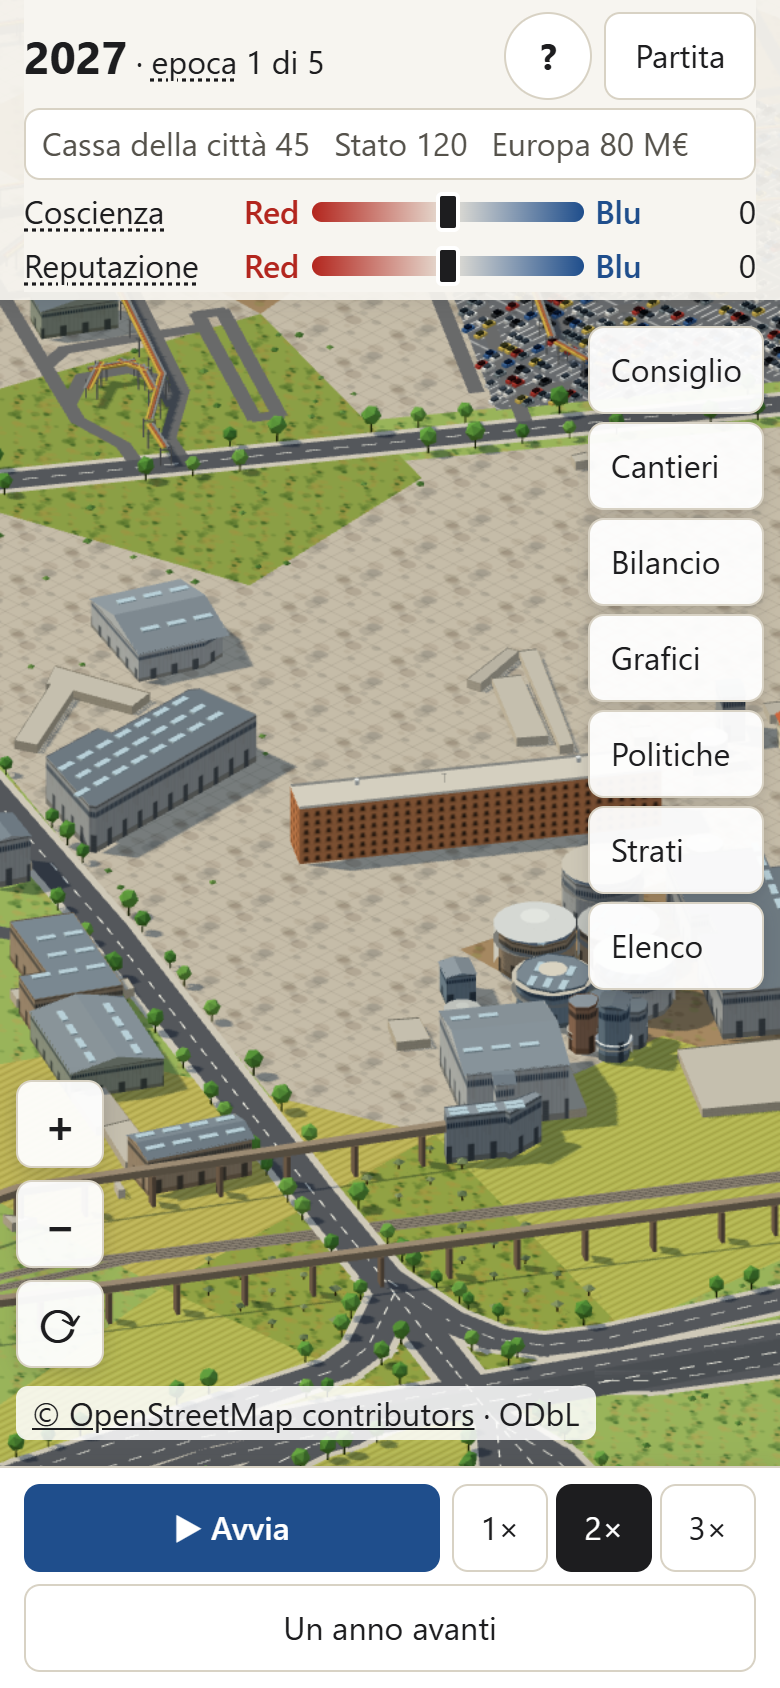 2027 · epoca 1 di 5
?
Partita
Cassa della città 45 Stato 120 Europa 80 M€
Coscienza Red Blu 0
Reputazione Red Blu 0
Consiglio
Cantieri
Bilancio
Grafici
Politiche
Strati
Elenco
+
−
© OpenStreetMap contributors · ODbL
▶ Avvia
1×
2×
3×
Un anno avanti